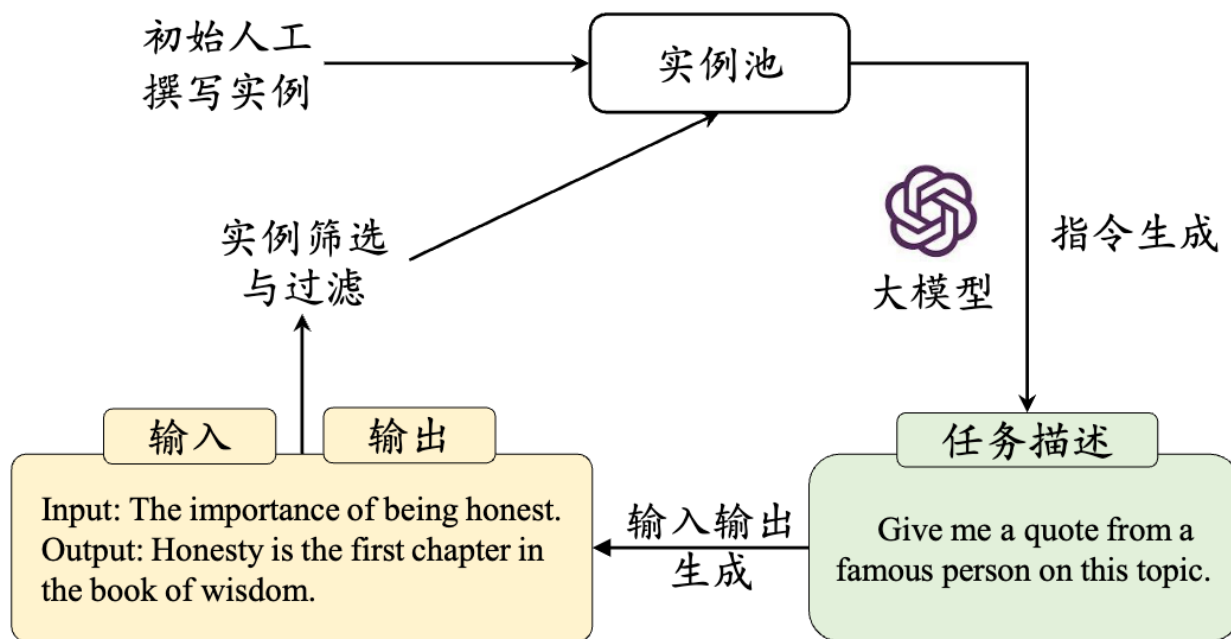 初始人工
撰写实例
实例池
实例筛选
与过滤
大模型
指令生成
输入
输出
Input: The importance of being honest.
Output: Honesty is the first chapter in
the book of wisdom.
输入输出
生成
任务描述
Give me a quote from a
famous person on this topic.